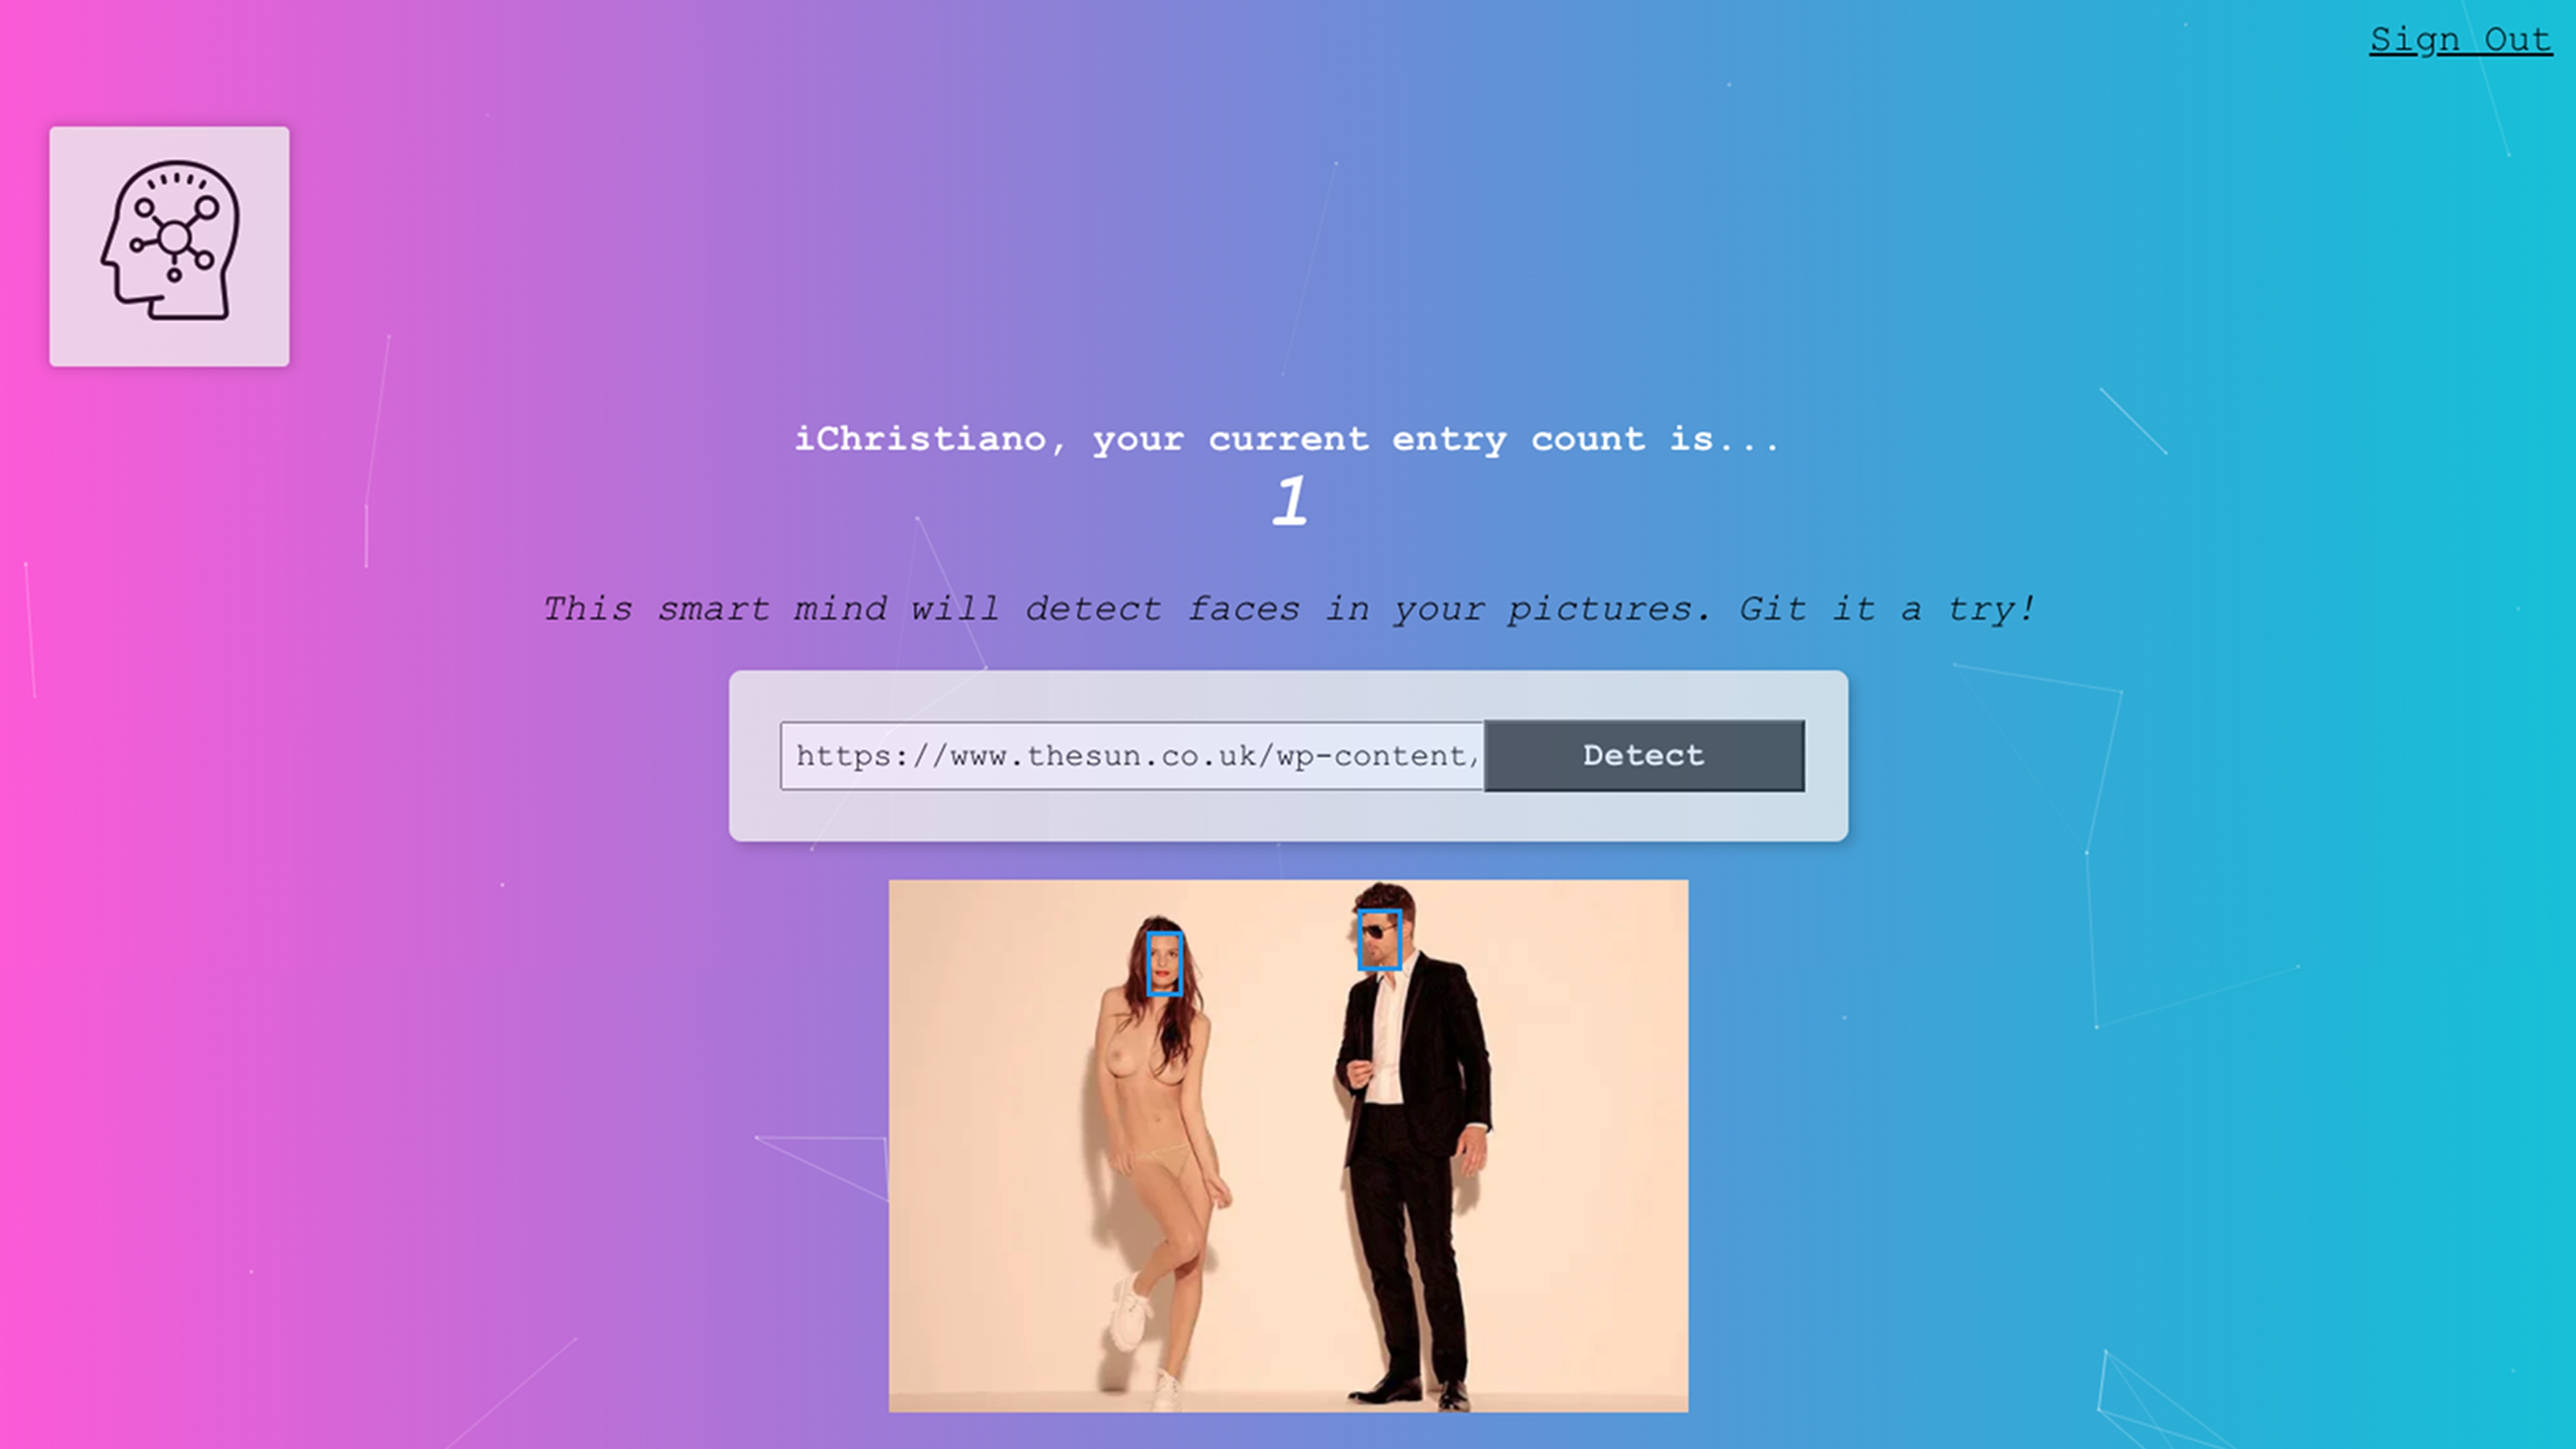 Sign Out
iChristiano, your current entry count is...
1
This smart mind will detect faces in your pictures. Git it a try!
https://www.thesun.co.uk/wp-content/
Detect